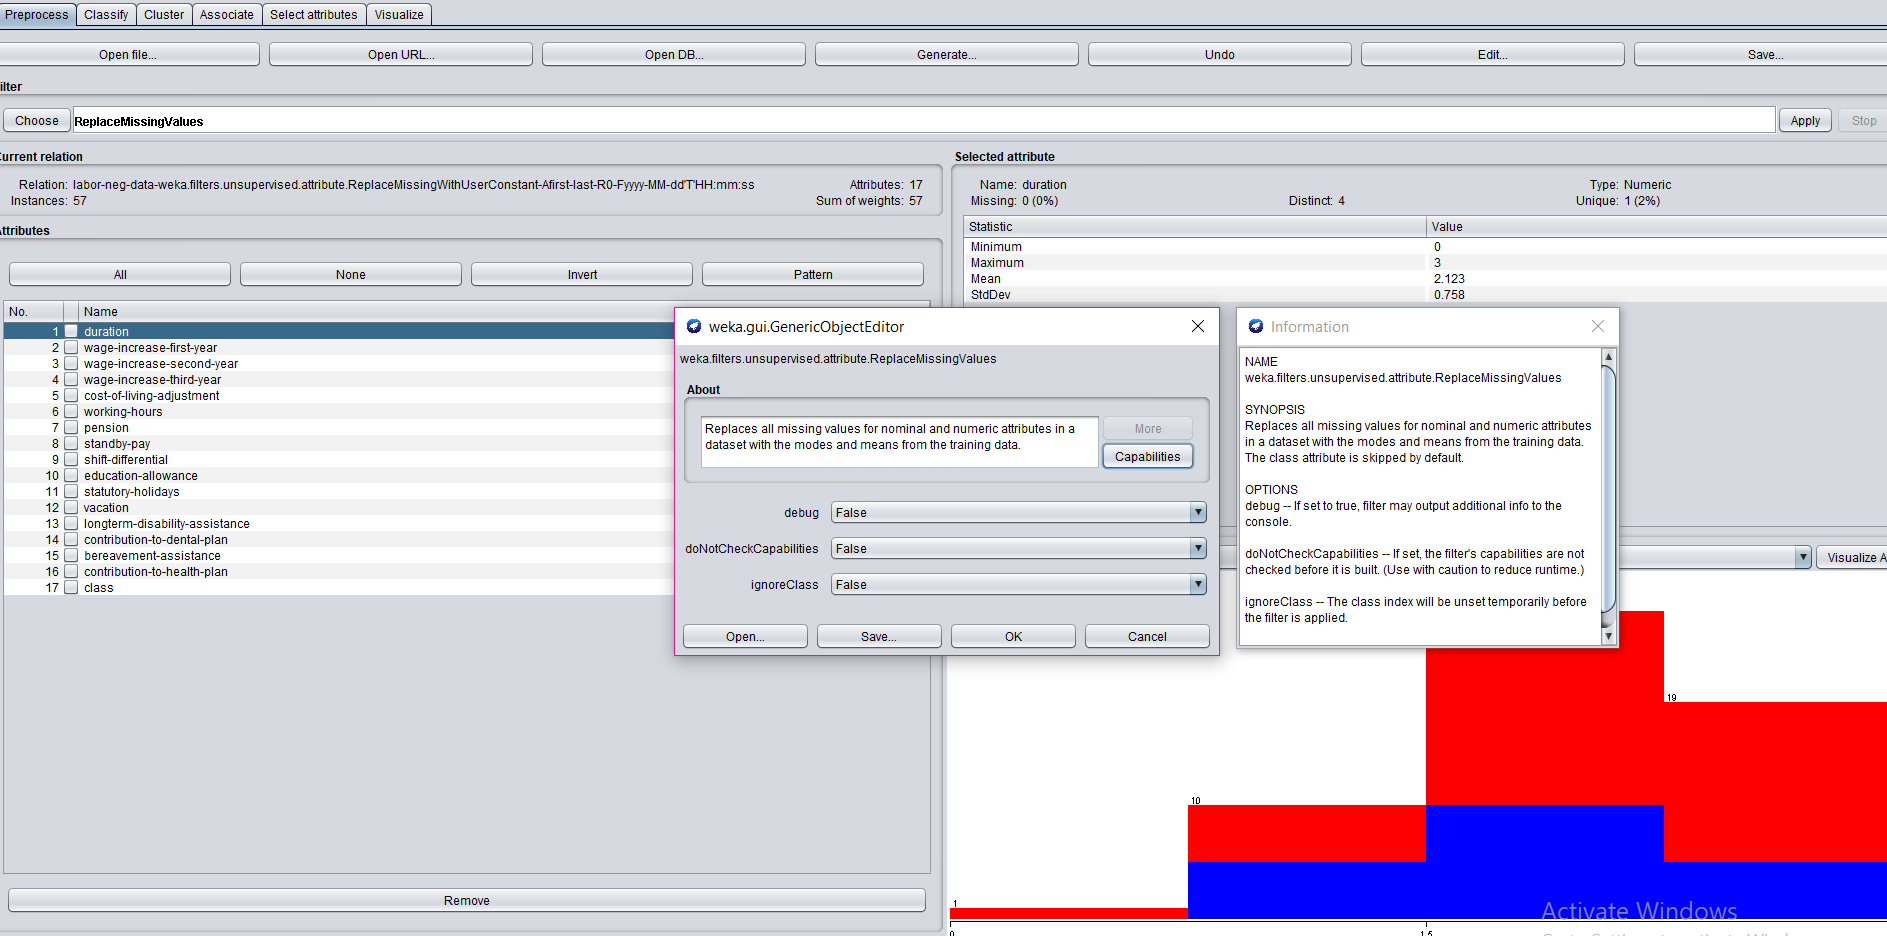 Preprocess Classify Cluster Associate Select attributes Visualize
Open file... Open URL... Open DB... Generate... Undo Edit... Save...
ilter
Choose ReplaceMissingValues Apply Stop
Current relation
Relation: labor-neg-data-weka.filters.unsupervised.attribute.ReplaceMissingWithUserConstant-Afirst-last-R0-Fyyyy-MM-dd'T'HH:mm:ss Attributes: 17
Instances: 57 Sum of weights: 57
Attributes
All None Invert Pattern
No. Name
1 duration
2 wage-increase-first-year
3 wage-increase-second-year
4 wage-increase-third-year
5 cost-of-living-adjustment
6 working-hours
7 pension
8 standby-pay
9 shift-differential
10 education-allowance
11 statutory-holidays
12 vacation
13 longterm-disability-assistance
14 contribution-to-dental-plan
15 bereavement-assistance
16 contribution-to-health-plan
17 class
Remove
Selected attribute
Name: duration Type: Numeric
Missing: 0 (0%) Distinct: 4 Unique: 1 (2%)
Statistic Value
Minimum 0
Maximum 3
Mean 2.123
StdDev 0.758
weka.gui.GenericObjectEditor
weka.filters.unsupervised.attribute.ReplaceMissingValues
About
Replaces all missing values for nominal and numeric attributes in a
dataset with the modes and means from the training data.
More
Capabilities
debug False
doNotCheckCapabilities False
ignoreClass False
Open... Save... OK Cancel
Information
NAME
weka.filters.unsupervised.attribute.ReplaceMissingValues
SYNOPSIS
Replaces all missing values for nominal and numeric attributes
in a dataset with the modes and means from the training data.
The class attribute is skipped by default.
OPTIONS
debug -- If set to true, filter may output additional info to the
console.
doNotCheckCapabilities -- If set, the filter's capabilities are not
checked before it is built. (Use with caution to reduce runtime.)
ignoreClass -- The class index will be unset temporarily before
the filter is applied.
Visualize A
19
10
1
0 1.5
Activate Windows